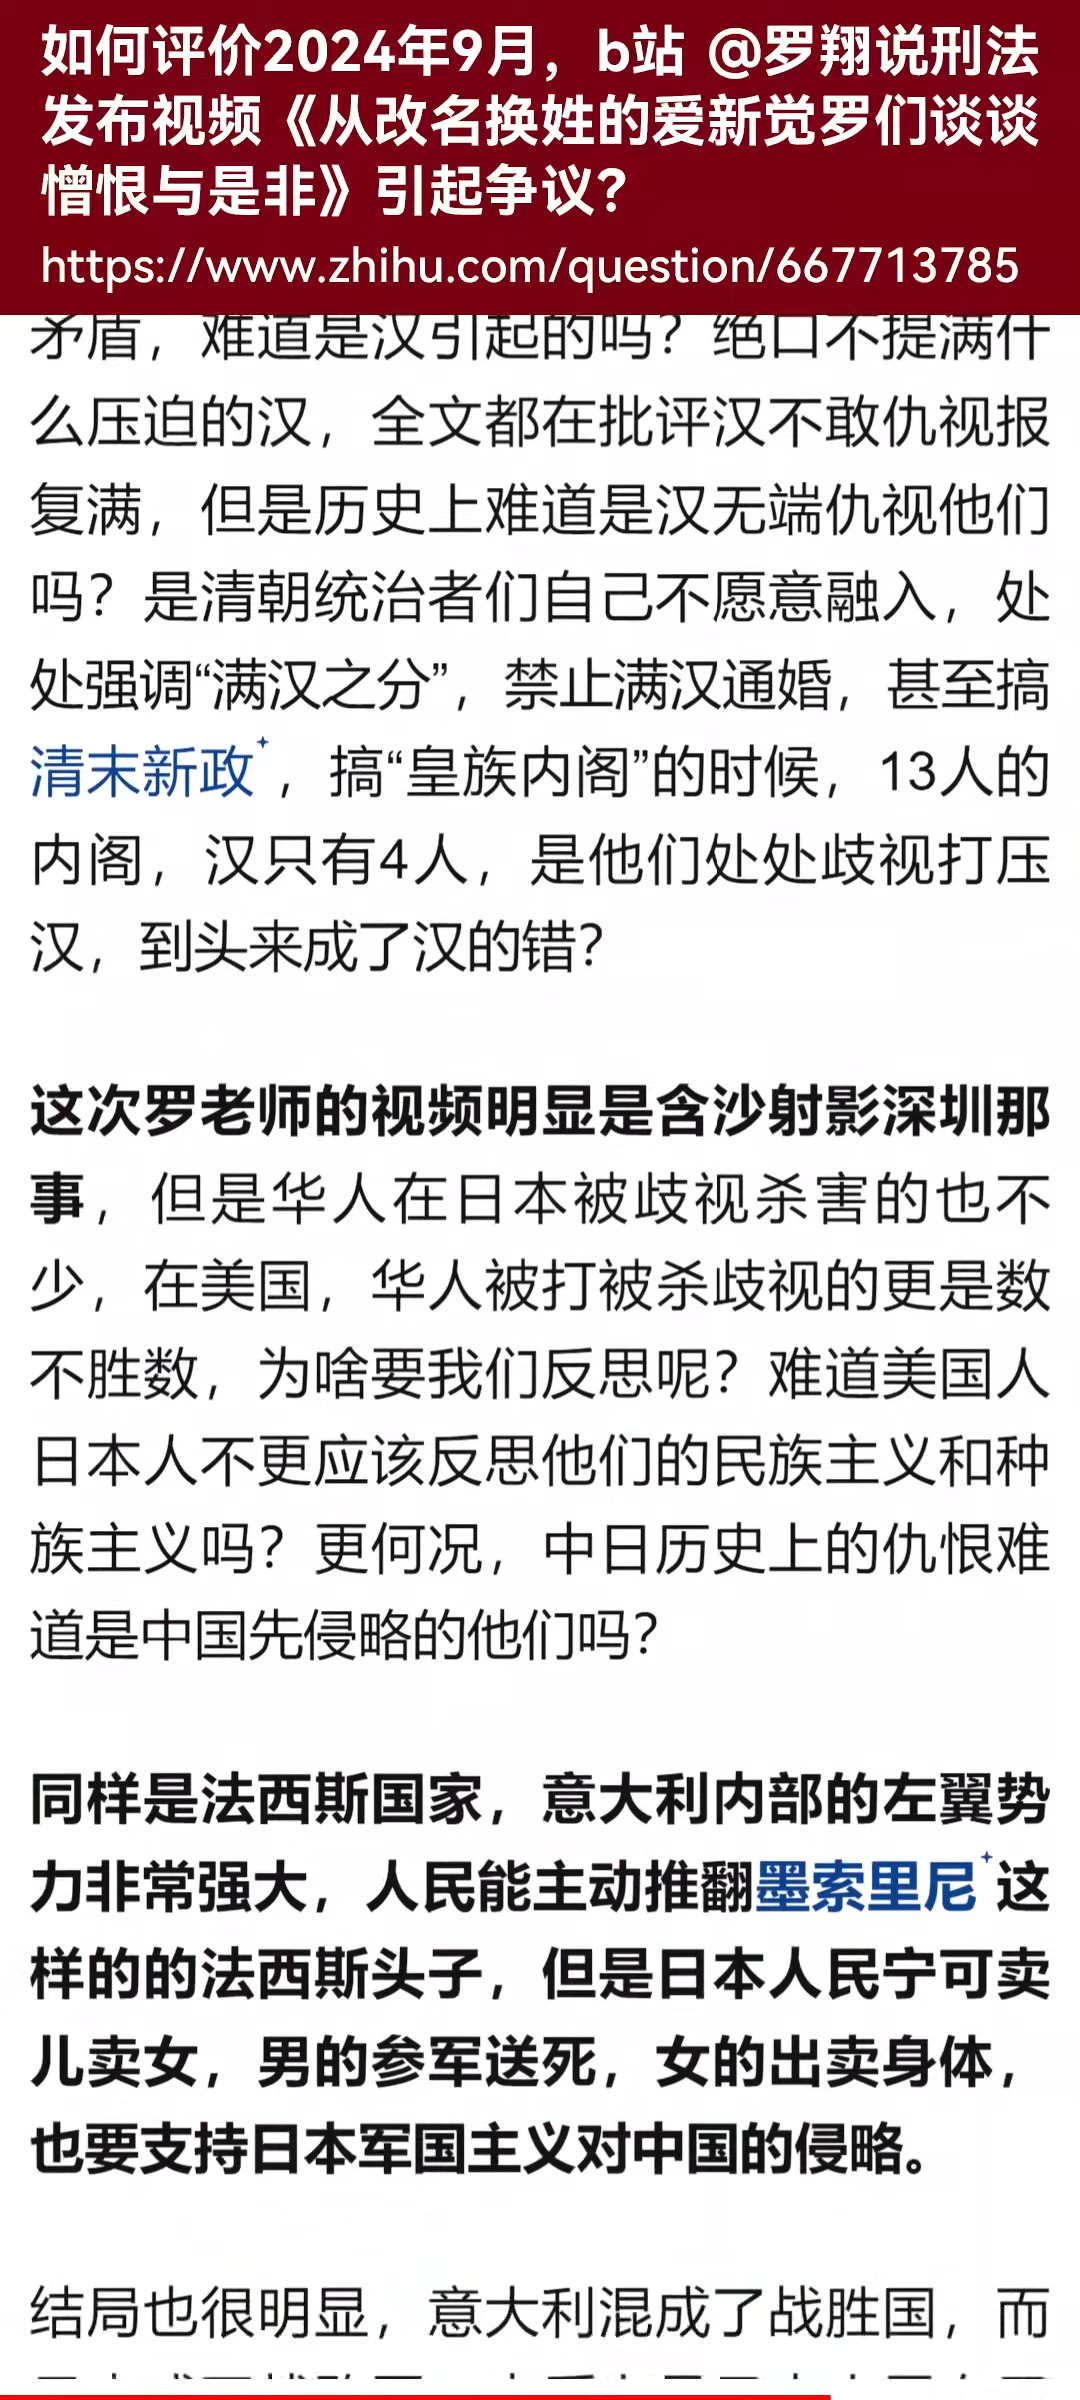 如何评价2024年9月，b站 @罗翔说刑法
发布视频《从改名换姓的爱新觉罗们谈谈
憎恨与是非》引起争议？
https://www.zhihu.com/question/667713785
矛盾，难道是汉引起的吗？绝口不提满什
么压迫的汉，全文都在批评汉不敢仇视报
复满，但是历史上难道是汉无端仇视他们
吗？是清朝统治者们自己不愿意融入，处
处强调“满汉之分”，禁止满汉通婚，甚至搞
清末新政，搞“皇族内阁”的时候，13人的
内阁，汉只有4人，是他们处处歧视打压
汉，到头来成了汉的错？
这次罗老师的视频明显是含沙射影深圳那
事，但是华人在日本被歧视杀害的也不
少，在美国，华人被打被杀歧视的更是数
不胜数，为啥要我们反思呢？难道美国人
日本人不更应该反思他们的民族主义和种
族主义吗？更何况，中日历史上的仇恨难
道是中国先侵略的他们吗？
同样是法西斯国家，意大利内部的左翼势
力非常强大，人民能主动推翻墨索里尼这
样的的法西斯头子，但是日本人民宁可卖
儿卖女，男的参军送死，女的出卖身体，
也要支持日本军国主义对中国的侵略。
结局也很明显，意大利混成了战胜国，而